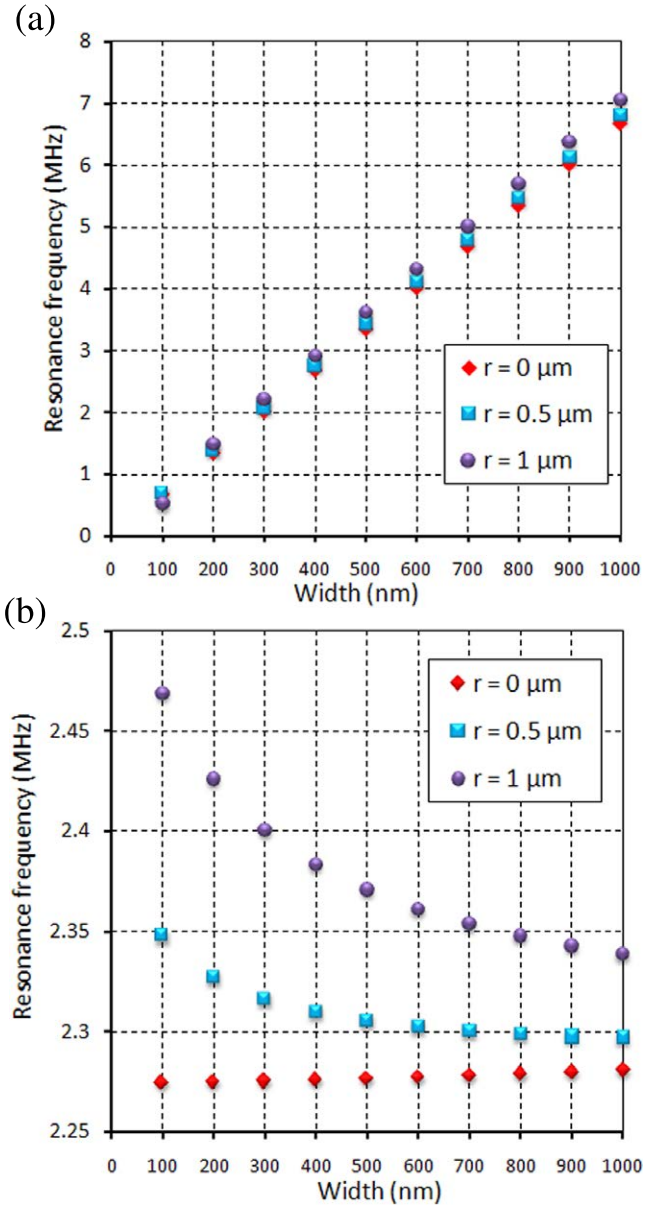 (a)
8
7
6
5
4
3
2
1
0
Resonance frequency (MHz)
r = 0 µm
r = 0.5 µm
r = 1 µm
0 100 200 300 400 500 600 700 800 900 1000
Width (nm)
(b)
2.5
2.45
2.4
2.35
2.3
2.25
Resonance frequency (MHz)
r = 0 µm
r = 0.5 µm
r = 1 µm
0 100 200 300 400 500 600 700 800 900 1000
Width (nm)